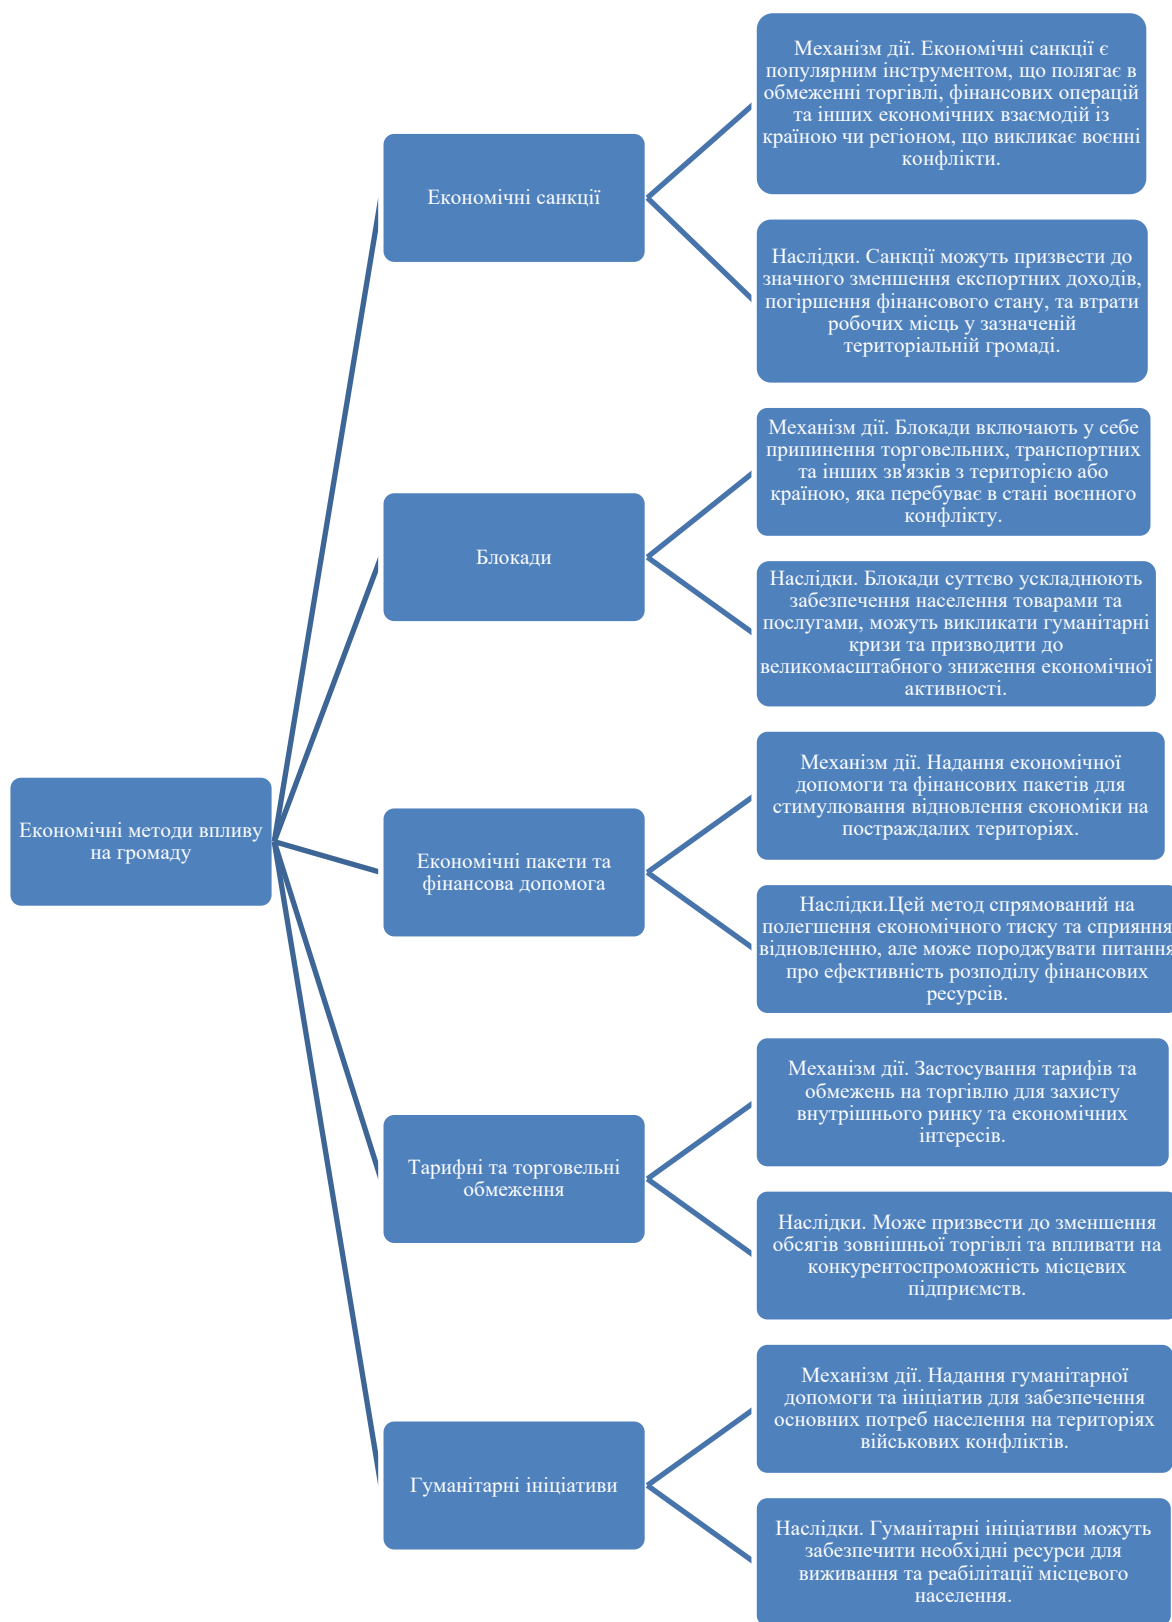 Економічні методи впливу
на громаду
Економічні санкції
Механізм дії. Економічні санкції є
популярним інструментом, що полягає в
обмеженні торгівлі, фінансових операцій
та інших економічних взаємодій із
країною чи регіоном, що викликає воєнні
конфлікти.
Наслідки. Санкції можуть призвести до
значного зменшення експортних доходів,
погіршення фінансового стану, та втрати
робочих місць у зазначеній
територіальній громаді.
Блокади
Механізм дії. Блокади включають у себе
припинення торговельних, транспортних
та інших зв'язків з територією або
країною, яка перебуває в стані воєнного
конфлікту.
Наслідки. Блокади суттєво ускладнюють
забезпечення населення товарами та
послугами, можуть викликати гуманітарні
кризи та призводити до
великомасштабного зниження економічної
активності.
Економічні пакети та
фінансова допомога
Механізм дії. Надання економічної
допомоги та фінансових пакетів для
стимулювання відновлення економіки на
постраждалих територіях.
Наслідки.Цей метод спрямований на
полегшення економічного тиску та сприяння
відновленню, але може породжувати питання
про ефективність розподілу фінансових
ресурсів.
Тарифні та торговельні
обмеження
Механізм дії. Застосування тарифів та
обмежень на торгівлю для захисту
внутрішнього ринку та економічних
інтересів.
Наслідки. Може призвести до зменшення
обсягів зовнішньої торгівлі та впливати на
конкурентоспроможність місцевих
підприємств.
Гуманітарні ініціативи
Механізм дії. Надання гуманітарної
допомоги та ініціатив для забезпечення
основних потреб населення на територіях
військових конфліктів.
Наслідки. Гуманітарні ініціативи можуть
забезпечити необхідні ресурси для
виживання та реабілітації місцевого
населення.